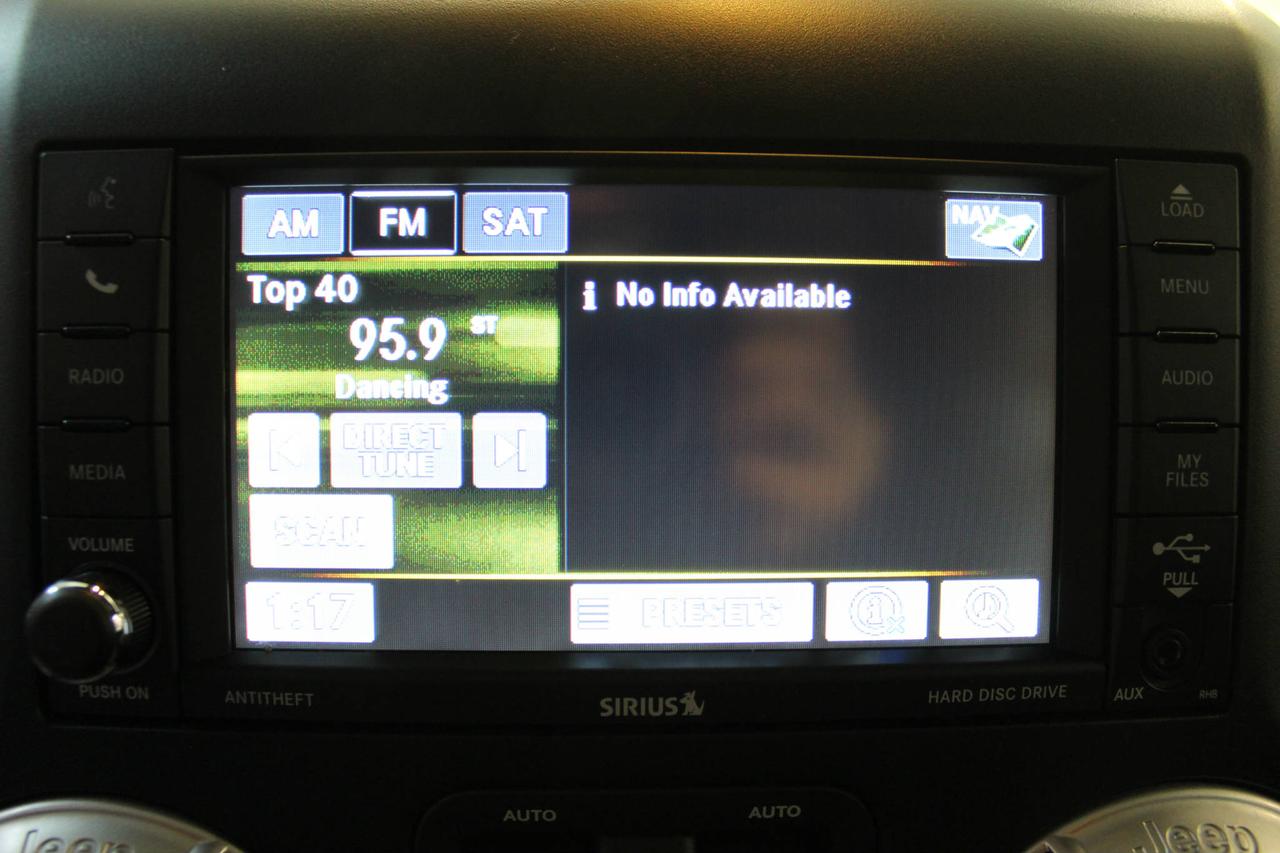 AM FM SAT NAV
Top 40
95.9 ST
Dancing
DIRECT
TUNE
SCAN
1:17
PRESETS
i No Info Available
RADIO
MEDIA
VOLUME
PUSH ON
LOAD
MENU
AUDIO
MY
FILES
PULL
AUX
RHB
ANTITHEFT
SIRIUS
HARD DISC DRIVE
AUTO
AUTO
Jeep
Jeep